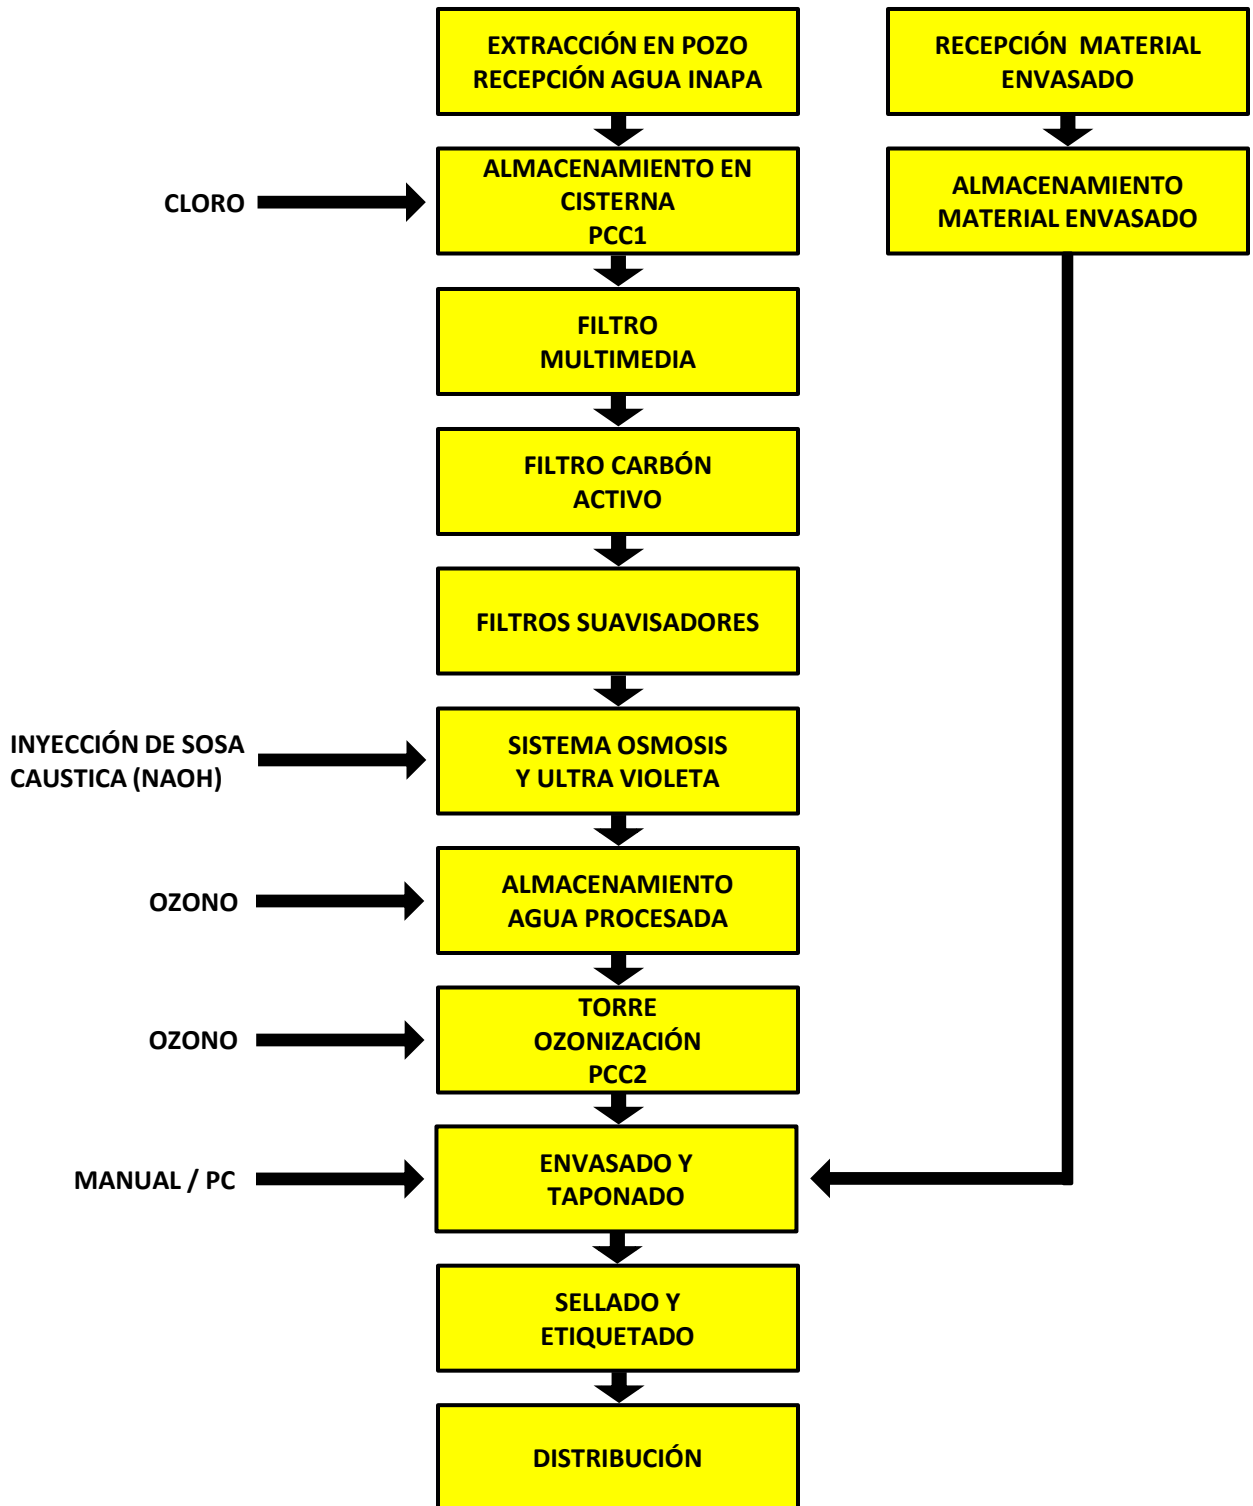 EXTRACCIÓN EN POZO
RECEPCIÓN AGUA INAPA
RECEPCIÓN MATERIAL
ENVASADO
CLORO
ALMACENAMIENTO EN
CISTERNA
PCC1
ALMACENAMIENTO
MATERIAL ENVASADO
FILTRO
MULTIMEDIA
FILTRO CARBÓN
ACTIVO
FILTROS SUAVISADORES
INYECCIÓN DE SOSA
CAUSTICA (NAOH)
SISTEMA OSMOSIS
Y ULTRA VIOLETA
OZONO
ALMACENAMIENTO
AGUA PROCESADA
OZONO
TORRE
OZONIZACIÓN
PCC2
MANUAL / PC
ENVASADO Y
TAPONADO
SELLADO Y
ETIQUETADO
DISTRIBUCIÓN